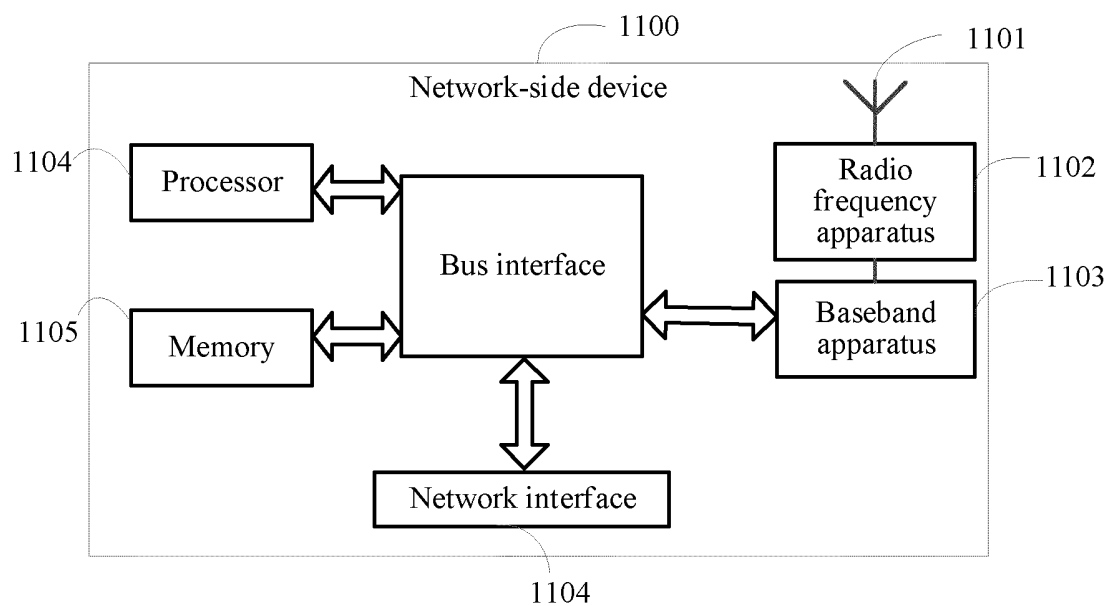 1100
1101
Network-side device
1104
Processor
Radio
frequency
apparatus
1102
Bus interface
1103
1105
Memory
Baseband
apparatus
Network interface
1104